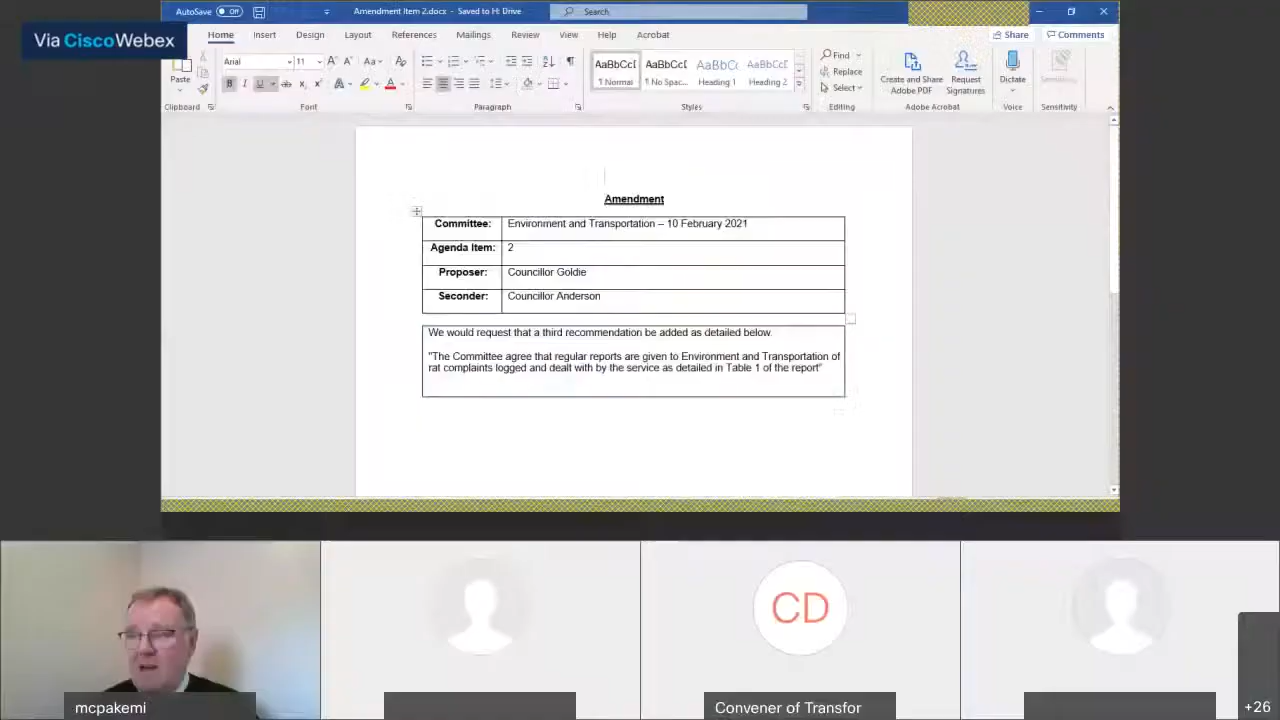 AutoSave Off Amendment Item 2.docx - Saved to H: Drive Search
Via Cisco Webex
Home Insert Design Layout References Mailings Review View Help Acrobat Share Comments
Paste Arial 11 Find Replace Select
AaBbCcI AaBbCcI AaBbCc AaBbCcD
¶ Normal ¶ No Spac... Heading 1 Heading 2
Create and Share Adobe PDF Request Signatures Dictate Sensitivity
Clipboard Font Paragraph Styles Editing Adobe Acrobat Voice Sensitivity
Amendment
Committee: Environment and Transportation – 10 February 2021
Agenda Item: 2
Proposer: Councillor Goldie
Seconder: Councillor Anderson
We would request that a third recommendation be added as detailed below.
"The Committee agree that regular reports are given to Environment and Transportation of
rat complaints logged and dealt with by the service as detailed in Table 1 of the report"
CD
mcpakemi
Convener of Transfor
+26